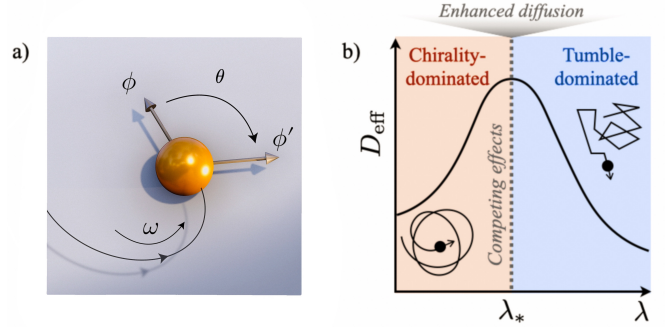 a)
ϕ
θ
ϕ′
ω
b)
Enhanced diffusion
Chirality-
dominated
Tumble-
dominated
D_eff
Competing effects
λ_*
λ